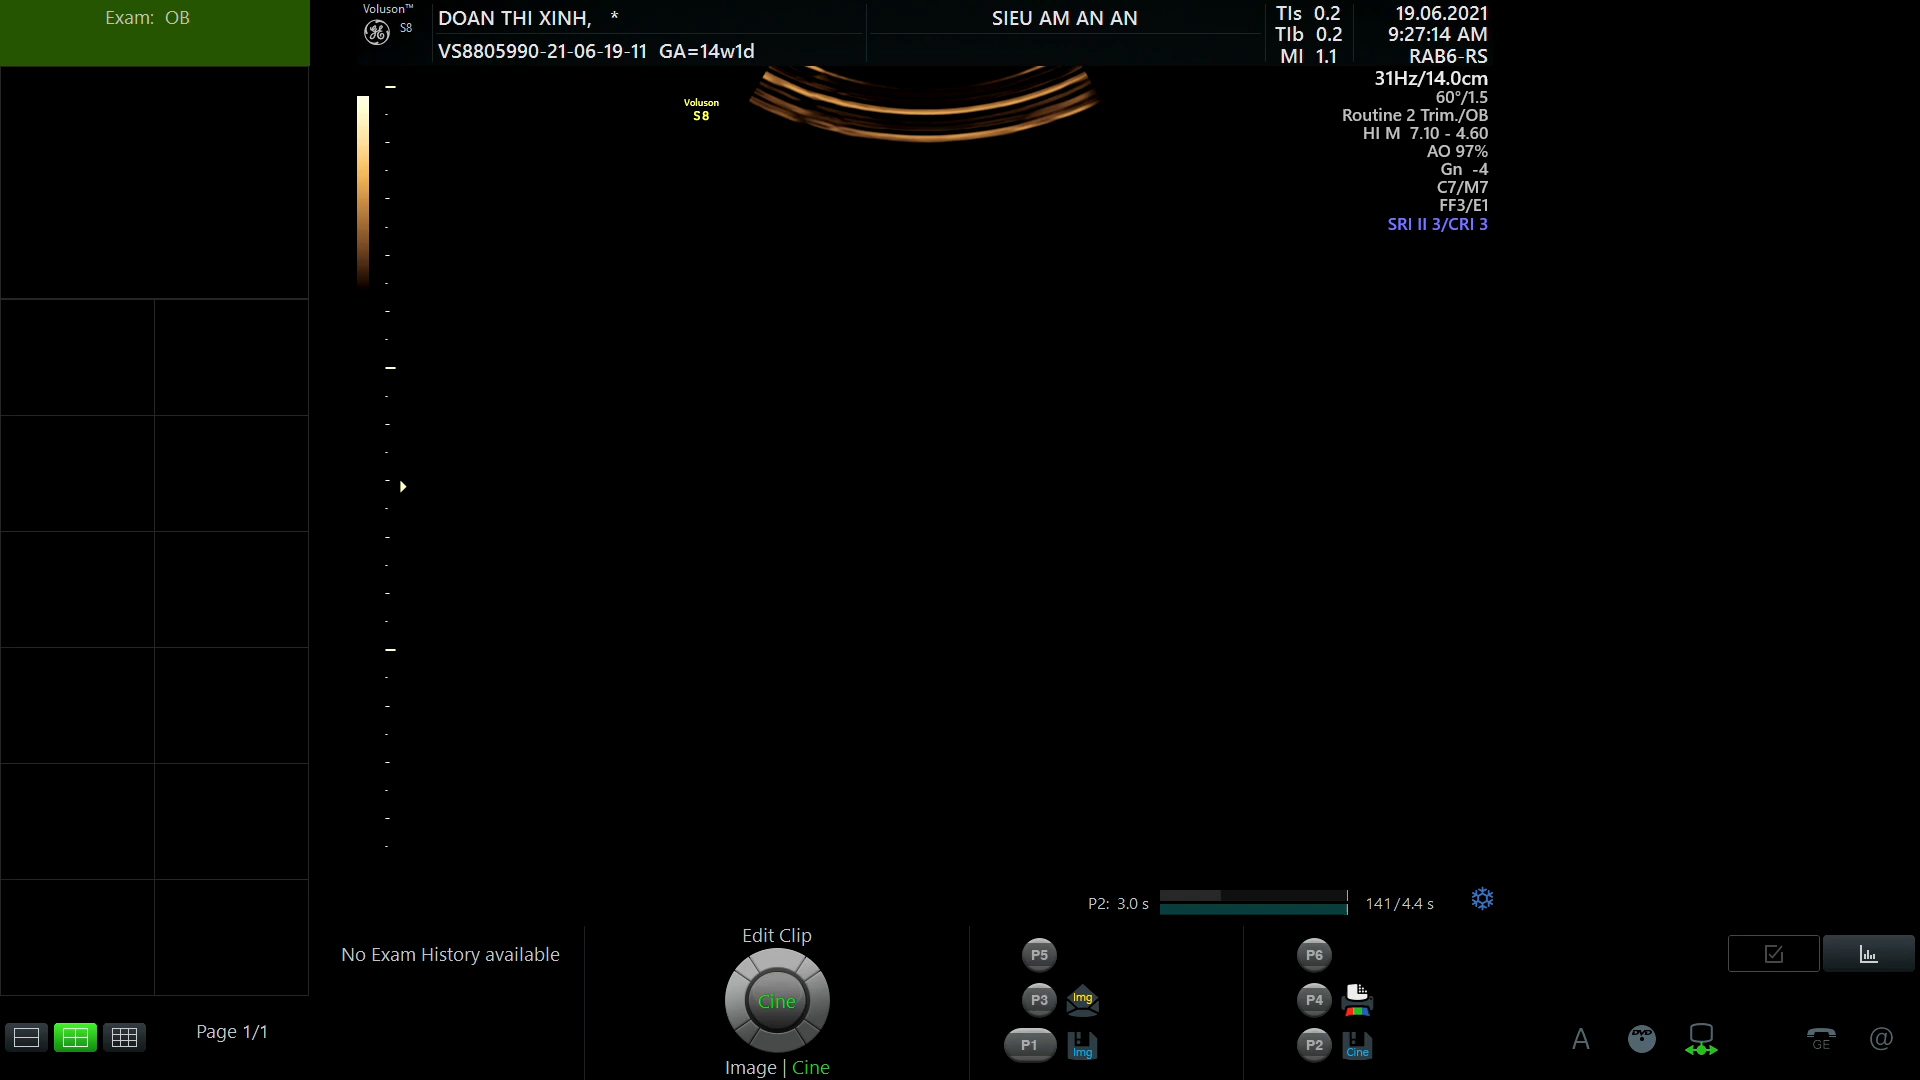 Exam: OB
Voluson™
S8
DOAN THI XINH, *
VS8805990-21-06-19-11 GA=14w1d
SIEU AM AN AN
TIs 0.2
TIb 0.2
MI 1.1
19.06.2021
9:27:14 AM
RAB6-RS
31Hz/14.0cm
60°/1.5
Routine 2 Trim./OB
HI M 7.10 - 4.60
AO 97%
Gn -4
C7/M7
FF3/E1
SRI II 3/CRI 3
Voluson
S8
P2: 3.0 s
141/4.4 s
No Exam History available
Edit Clip
Cine
Image | Cine
P5
P3 Img
P1 Img
P6
P4
P2 Cine
Page 1/1
A
DVD
GE
@